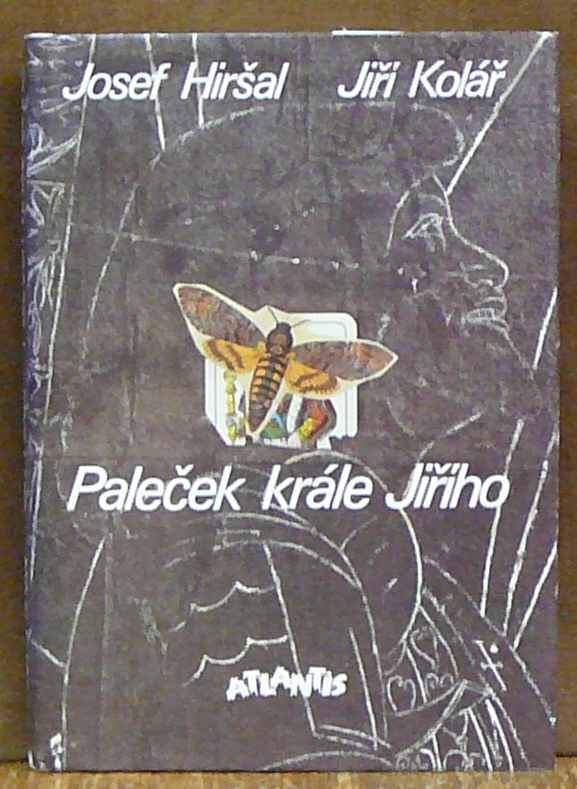 Josef Hiršal Jiří Kolář
Paleček krále Jiřího
ATLANTIS